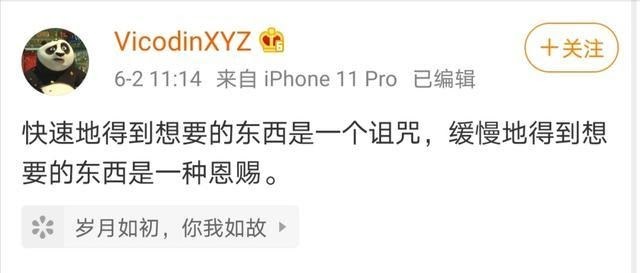 VicodinXYZ
+关注
6-2 11:14 来自 iPhone 11 Pro 已编辑
快速地得到想要的东西是一个诅咒，缓慢地得到想
要的东西是一种恩赐。
岁月如初，你我如故